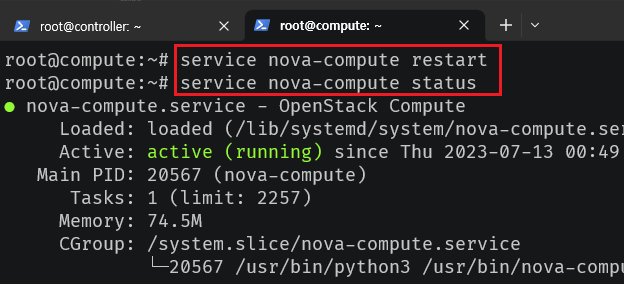 root@controller: ~
root@compute: ~
root@compute:~# service nova-compute restart
root@compute:~# service nova-compute status
● nova-compute.service - OpenStack Compute
Loaded: loaded (/lib/systemd/system/nova-compute.ser
Active: active (running) since Thu 2023-07-13 00:49
Main PID: 20567 (nova-compute)
Tasks: 1 (limit: 2257)
Memory: 74.5M
CGroup: /system.slice/nova-compute.service
└─20567 /usr/bin/python3 /usr/bin/nova-compu